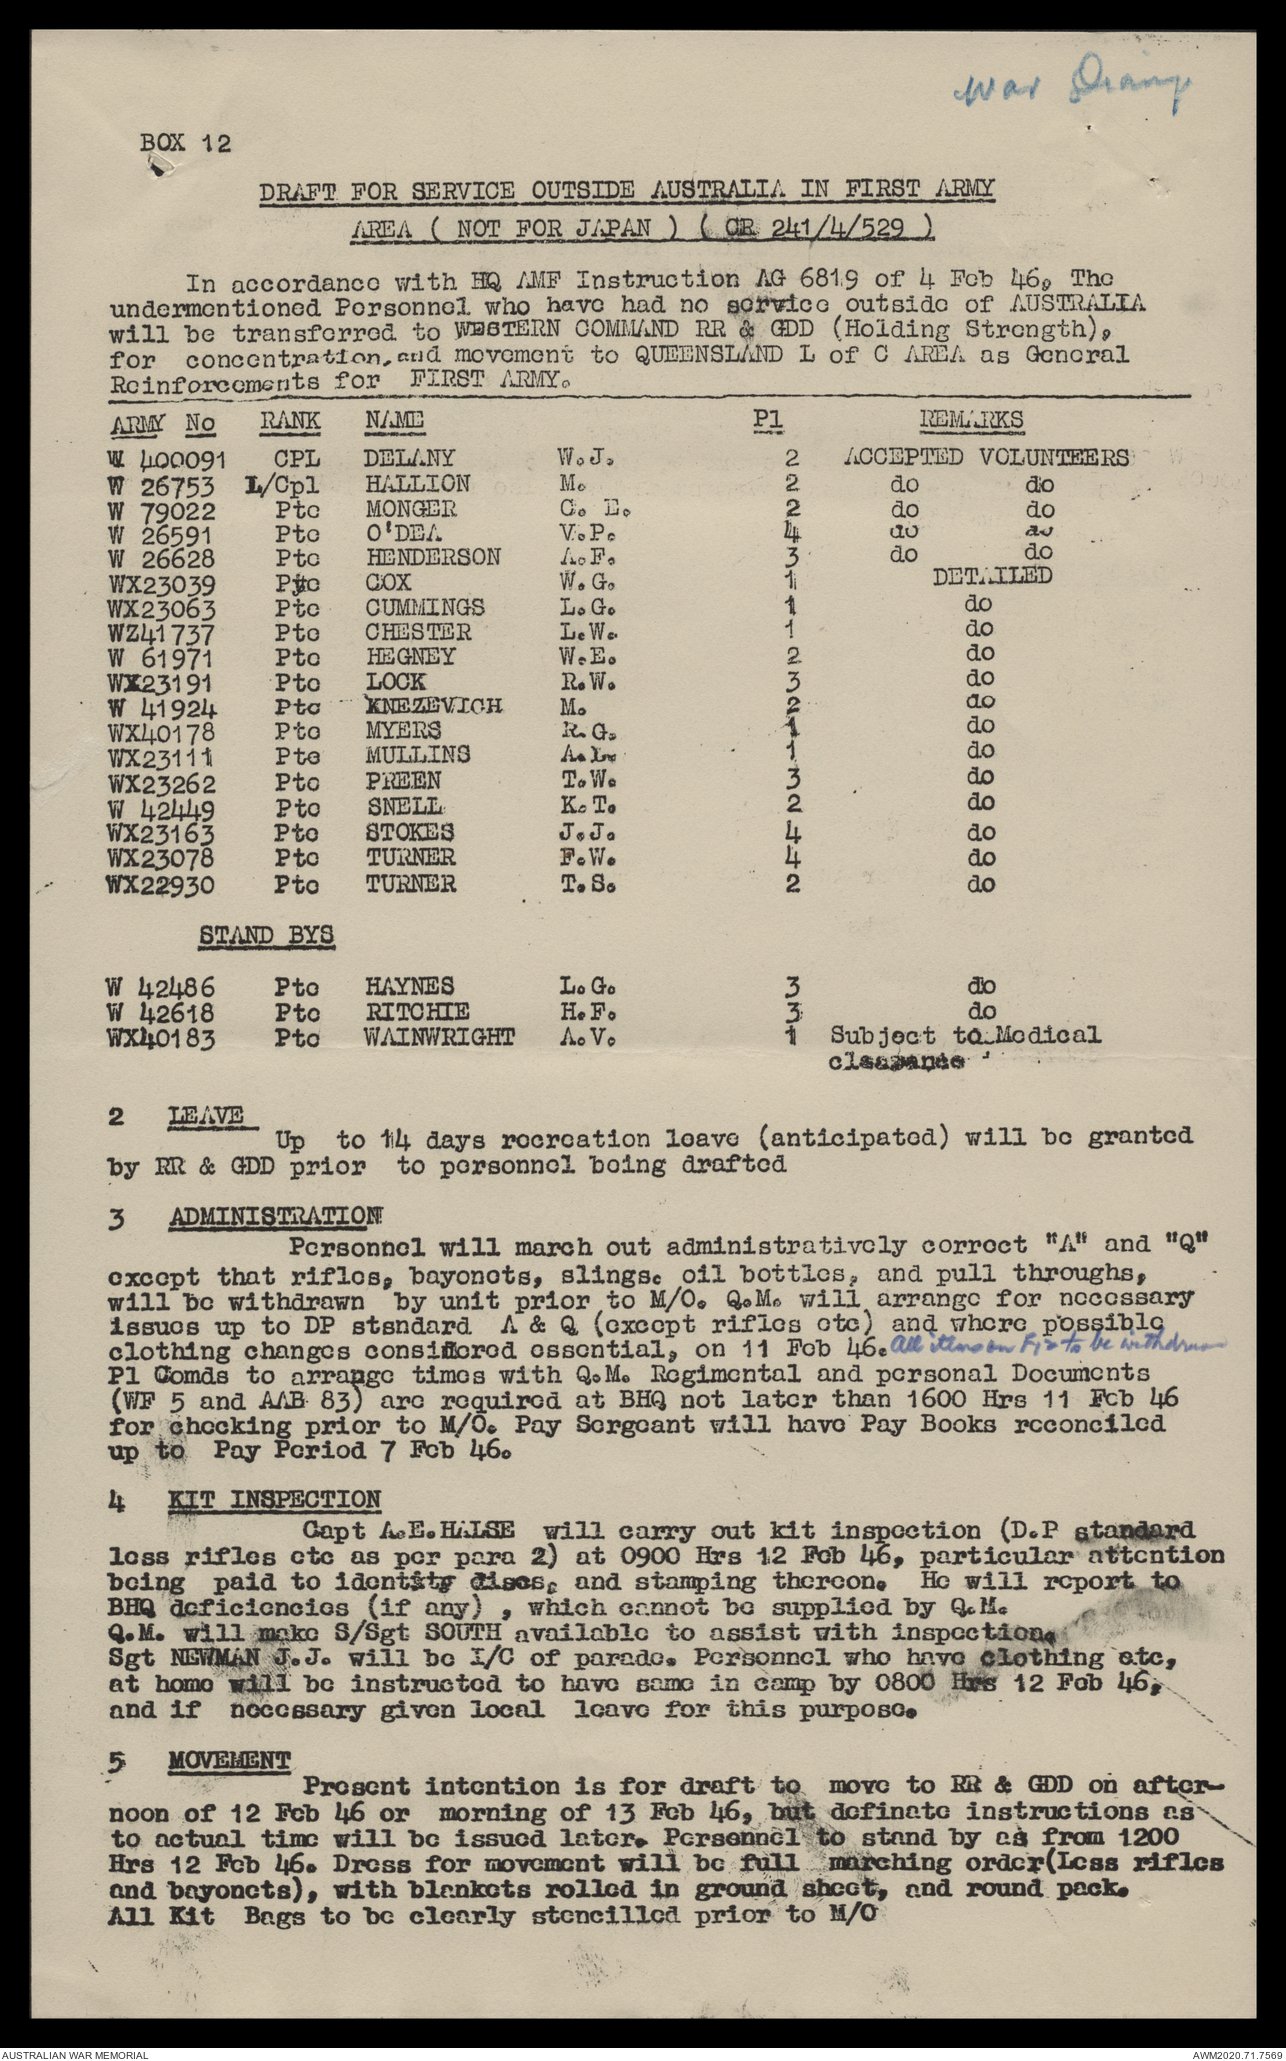 War Diary
BOX 12
DRAFT FOR SERVICE OUTSIDE AUSTRALIA IN FIRST ARMY
AREA ( NOT FOR JAPAN ) ( CR 241/4/529 )
In accordance with HQ AMF Instruction AG 6819 of 4 Feb 46, The
undermentioned Personnel who have had no service outside of AUSTRALIA
will be transferred to WESTERN COMMAND RR & GDD (Holding Strength),
for concentration, and movement to QUEENSLAND L of C AREA as General
Reinforcements for FIRST ARMY.
ARMY No RANK NAME Pl REMARKS
W 400091 CPL DELANY W.J. 2 ACCEPTED VOLUNTEERS
W 26753 L/Cpl HALLION M. 2 do do
W 79022 Pte MONGER C. E. 2 do do
W 26591 Pte O'DEA V.P. 4 do do
W 26628 Pte HENDERSON A.F. 3 do do
WX23039 Pte COX W.G. 1 DETAILED
WX23063 Pte CUMMINGS L.G. 1 do
WZ41737 Pte CHESTER L.W. 1 do
W 61971 Pte HEGNEY W.E. 2 do
WX23191 Pte LOCK R.W. 3 do
W 41924 Pte KNEZEVICH M. 2 do
WX40178 Pte MYERS R.G. 1 do
WX23111 Pte MULLINS A.L. 1 do
WX23262 Pte PREEN T.W. 3 do
W 42449 Pte SNELL K.T. 2 do
WX23163 Pte STOKES J.J. 4 do
WX23078 Pte TURNER F.W. 4 do
WX22930 Pte TURNER T.S. 2 do
STAND BYS
W 42486 Pte HAYNES L.G. 3 do
W 42618 Pte RITCHIE H.F. 3 do
WX40183 Pte WAINWRIGHT A.V. 1 Subject to Medical
clearance
2 LEAVE
Up to 14 days recreation leave (anticipated) will be granted
by RR & GDD prior to personnel being drafted
3 ADMINISTRATION
Personnel will march out administratively correct "A" and "Q"
except that rifles, bayonets, slings. oil bottles, and pull throughs,
will be withdrawn by unit prior to M/O. Q.M. will arrange for necessary
issues up to DP stsndard A & Q (except rifles etc) and where possible
clothing changes considered essential, on 11 Feb 46. All items on to be withdrawn
Pl Comds to arrange times with Q.M. Regimental and personal Documents
(WF 5 and AAB 83) are required at BHQ not later than 1600 Hrs 11 Feb 46
for checking prior to M/O. Pay Sergeant will have Pay Books reconciled
up to Pay Period 7 Feb 46.
4 KIT INSPECTION
Capt A.E.HALSE will carry out kit inspection (D.P standard
less rifles etc as per para 2) at 0900 Hrs 12 Feb 46, particular attention
being paid to identity discs, and stamping thereon. He will report to
BHQ deficiencies (if any) , which cannot be supplied by Q.M.
Q.M. will make S/Sgt SOUTH available to assist with inspection.
Sgt NEWMAN J.J. will be I/C of parade. Personnel who have clothing etc,
at home will be instructed to have same in camp by 0800 Hrs 12 Feb 46,
and if necessary given local leave for this purpose.
5 MOVEMENT
Present intention is for draft to move to RR & GDD on after-
noon of 12 Feb 46 or morning of 13 Feb 46, but definate instructions as
to actual time will be issued later. Personnel to stand by as from 1200
Hrs 12 Feb 46. Dress for movement will be full marching order(Less rifles
and bayonets), with blankets rolled in ground sheet, and round pack.
All Kit Bags to be clearly stencilled prior to M/O
AUSTRALIAN WAR MEMORIAL
AWM2020.71.7569